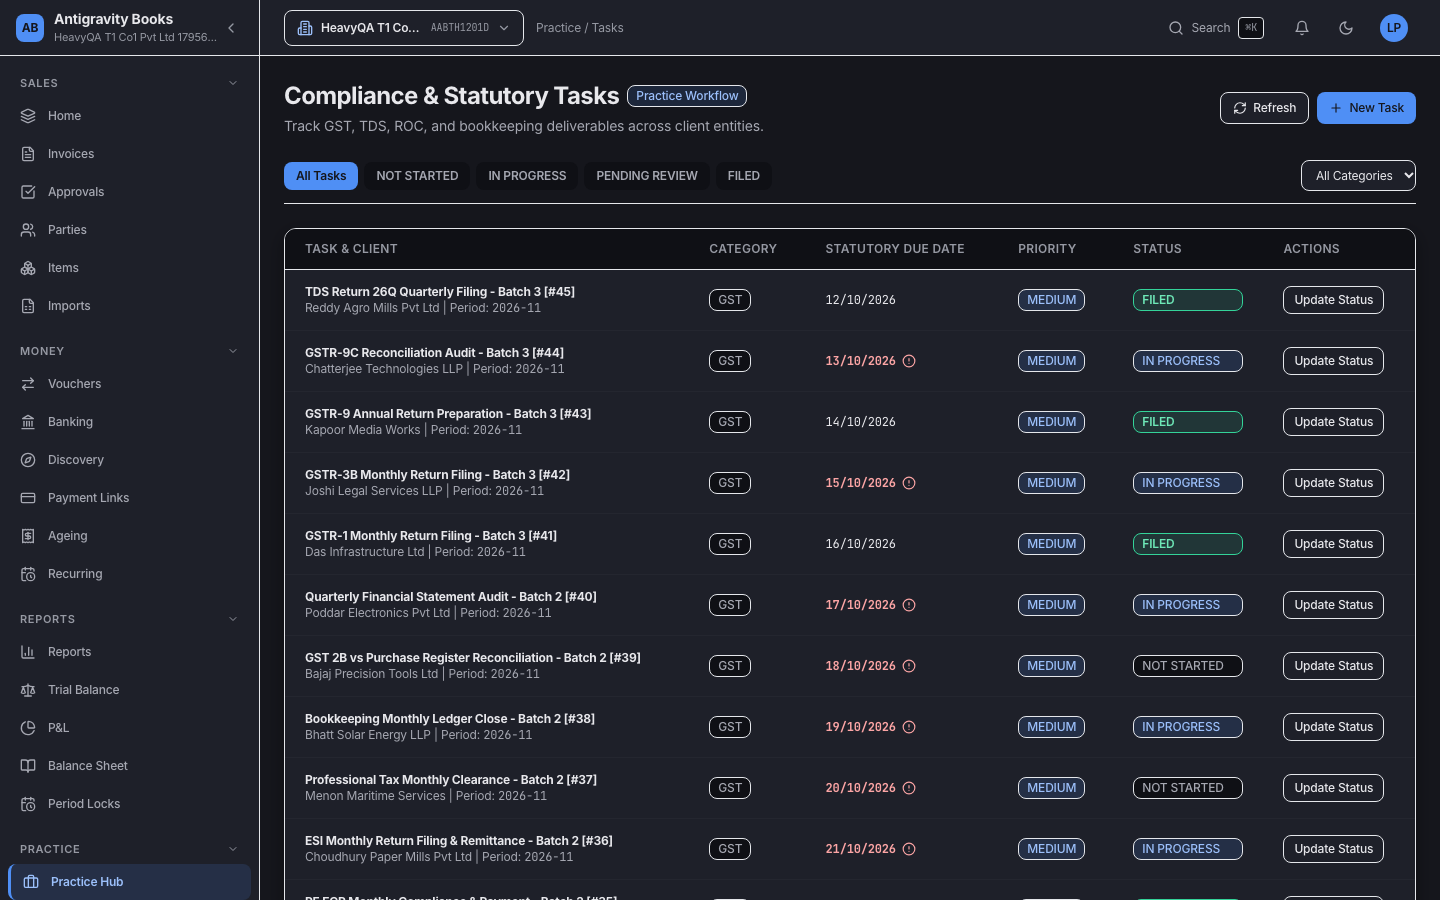 AB
Antigravity Books
HeavyQA T1 Co1 Pvt Ltd 17956...
SALES
Home
Invoices
Approvals
Parties
Items
Imports
MONEY
Vouchers
Banking
Discovery
Payment Links
Ageing
Recurring
REPORTS
Reports
Trial Balance
P&L
Balance Sheet
Period Locks
PRACTICE
Practice Hub
HeavyQA T1 Co... AABTH1201D
Practice / Tasks
Search ⌘K
LP
Compliance & Statutory Tasks Practice Workflow
Track GST, TDS, ROC, and bookkeeping deliverables across client entities.
Refresh
New Task
All Tasks NOT STARTED IN PROGRESS PENDING REVIEW FILED
All Categories
TASK & CLIENT CATEGORY STATUTORY DUE DATE PRIORITY STATUS ACTIONS
TDS Return 26Q Quarterly Filing - Batch 3 [#45]
Reddy Agro Mills Pvt Ltd | Period: 2026-11
GST 12/10/2026 MEDIUM FILED Update Status
GSTR-9C Reconciliation Audit - Batch 3 [#44]
Chatterjee Technologies LLP | Period: 2026-11
GST 13/10/2026 MEDIUM IN PROGRESS Update Status
GSTR-9 Annual Return Preparation - Batch 3 [#43]
Kapoor Media Works | Period: 2026-11
GST 14/10/2026 MEDIUM FILED Update Status
GSTR-3B Monthly Return Filing - Batch 3 [#42]
Joshi Legal Services LLP | Period: 2026-11
GST 15/10/2026 MEDIUM IN PROGRESS Update Status
GSTR-1 Monthly Return Filing - Batch 3 [#41]
Das Infrastructure Ltd | Period: 2026-11
GST 16/10/2026 MEDIUM FILED Update Status
Quarterly Financial Statement Audit - Batch 2 [#40]
Poddar Electronics Pvt Ltd | Period: 2026-11
GST 17/10/2026 MEDIUM IN PROGRESS Update Status
GST 2B vs Purchase Register Reconciliation - Batch 2 [#39]
Bajaj Precision Tools Ltd | Period: 2026-11
GST 18/10/2026 MEDIUM NOT STARTED Update Status
Bookkeeping Monthly Ledger Close - Batch 2 [#38]
Bhatt Solar Energy LLP | Period: 2026-11
GST 19/10/2026 MEDIUM IN PROGRESS Update Status
Professional Tax Monthly Clearance - Batch 2 [#37]
Menon Maritime Services | Period: 2026-11
GST 20/10/2026 MEDIUM NOT STARTED Update Status
ESI Monthly Return Filing & Remittance - Batch 2 [#36]
Choudhury Paper Mills Pvt Ltd | Period: 2026-11
GST 21/10/2026 MEDIUM IN PROGRESS Update Status